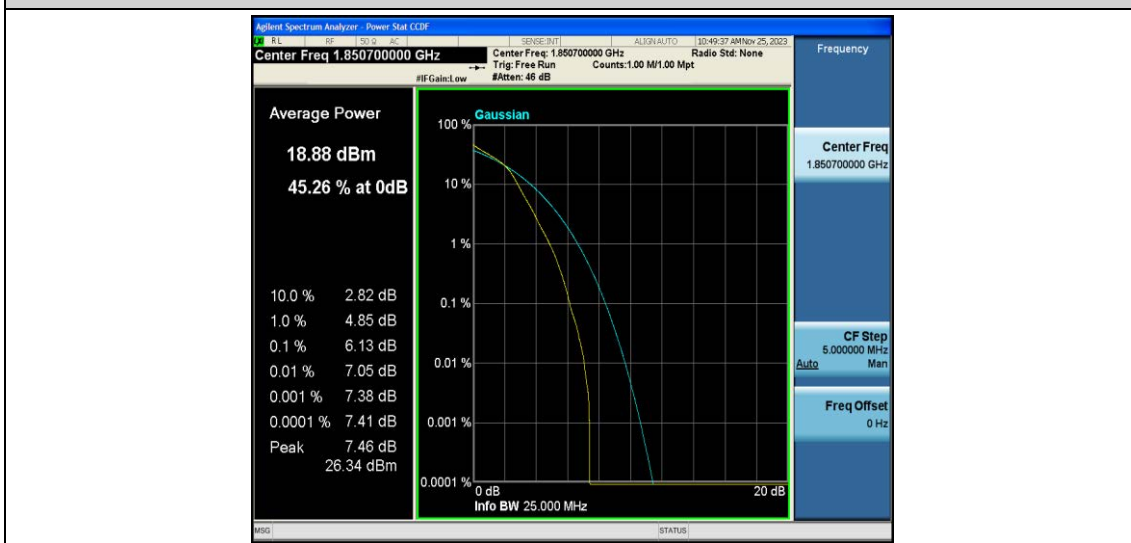 Agilent Spectrum Analyzer - Power Stat CCDF
RL RF 50 Ω AC SENSE:INT ALIGN AUTO 10:49:37 AM Nov 25, 2023
Center Freq 1.850700000 GHz
Center Freq: 1.850700000 GHz Radio Std: None
Trig: Free Run Counts:1.00 M/1.00 Mpt
#IFGain:Low #Atten: 46 dB
Frequency
Average Power
18.88 dBm
45.26 % at 0dB
10.0 % 2.82 dB
1.0 % 4.85 dB
0.1 % 6.13 dB
0.01 % 7.05 dB
0.001 % 7.38 dB
0.0001 % 7.41 dB
Peak 7.46 dB
26.34 dBm
Gaussian
100 %
10 %
1 %
0.1 %
0.01 %
0.001 %
0.0001 %
0 dB 20 dB
Info BW 25.000 MHz
Center Freq
1.850700000 GHz
CF Step
5.000000 MHz
Auto Man
Freq Offset
0 Hz
MSG STATUS